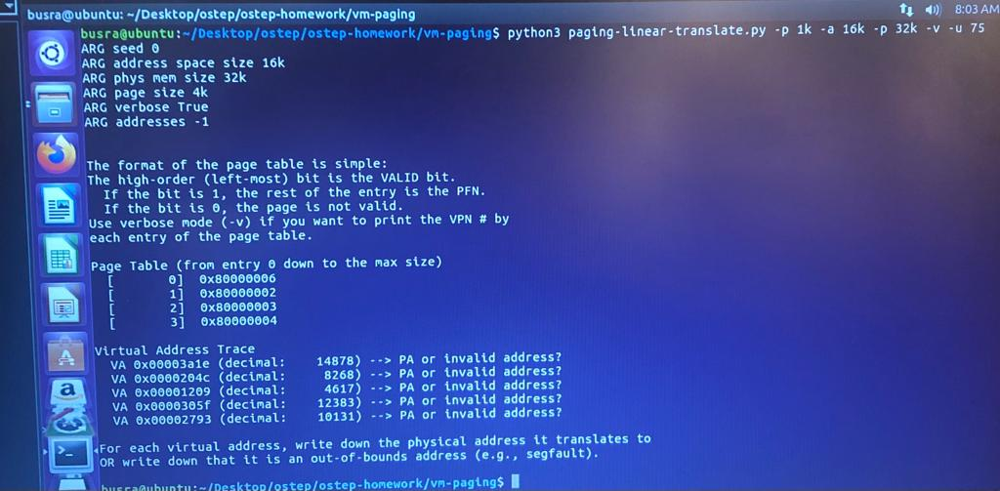 busra@ubuntu: ~/Desktop/ostep/ostep-homework/vm-paging
8:03 AM
busra@ubuntu:~/Desktop/ostep/ostep-homework/vm-paging$ python3 paging-linear-translate.py -p 1k -a 16k -p 32k -v -u 75
ARG seed 0
ARG address space size 16k
ARG phys mem size 32k
ARG page size 4k
ARG verbose True
ARG addresses -1
The format of the page table is simple:
The high-order (left-most) bit is the VALID bit.
If the bit is 1, the rest of the entry is the PFN.
If the bit is 0, the page is not valid.
Use verbose mode (-v) if you want to print the VPN # by
each entry of the page table.
Page Table (from entry 0 down to the max size)
[ 0] 0x80000006
[ 1] 0x80000002
[ 2] 0x80000003
[ 3] 0x80000004
Virtual Address Trace
VA 0x00003a1e (decimal: 14878) --> PA or invalid address?
VA 0x0000204c (decimal: 8268) --> PA or invalid address?
VA 0x00001209 (decimal: 4617) --> PA or invalid address?
VA 0x0000305f (decimal: 12383) --> PA or invalid address?
VA 0x00002793 (decimal: 10131) --> PA or invalid address?
For each virtual address, write down the physical address it translates to
OR write down that it is an out-of-bounds address (e.g., segfault).
busra@ubuntu:~/Desktop/ostep/ostep-homework/vm-paging$